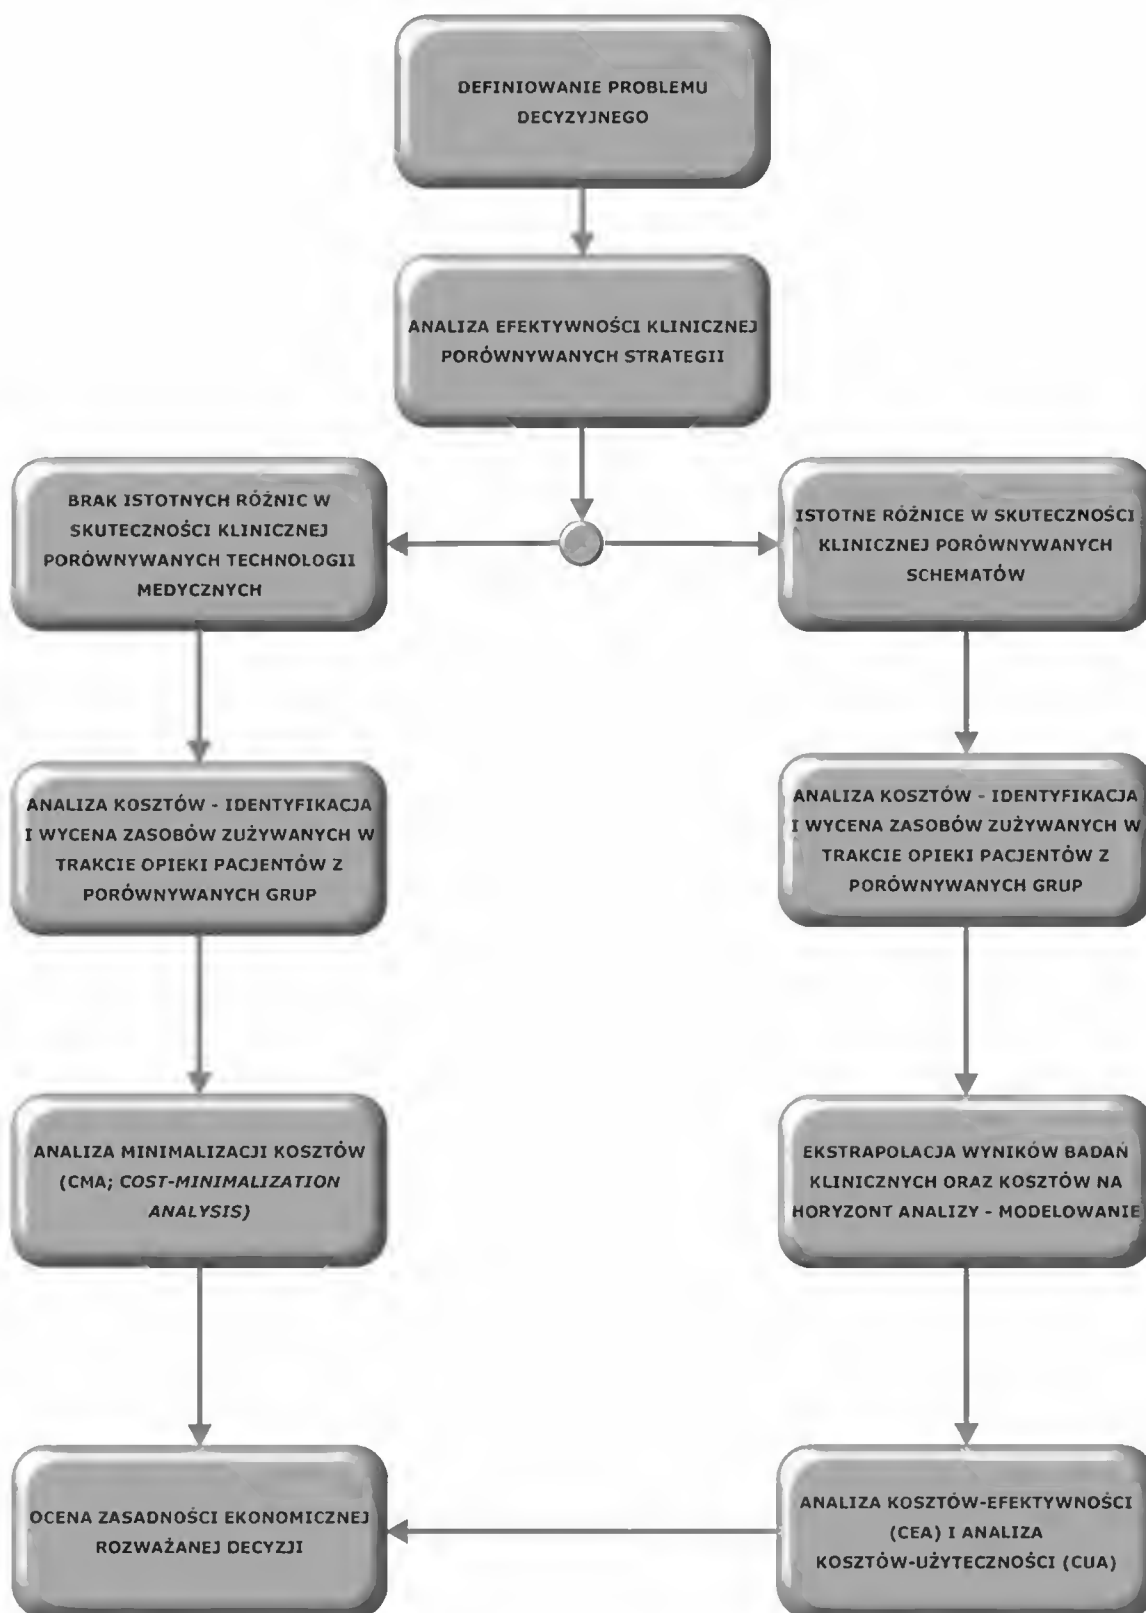 DEFINIOWANIE PROBLEMU
DECYZYJNEGO
ANALIZA EFEKTYWNOŚCI KLINICZNEJ
PORÓWNYWANYCH STRATEGII
BRAK ISTOTNYCH RÓŻNIC W
SKUTECZNOŚCI KLINICZNEJ
PORÓWNYWANYCH TECHNOLOGII
MEDYCZNYCH
ISTOTNE RÓŻNICE W SKUTECZNOŚCI
KLINICZNEJ PORÓWNYWANYCH
SCHEMATÓW
ANALIZA KOSZTÓW - IDENTYFIKACJA
I WYCENA ZASOBÓW ZUŻYWANYCH W
TRAKCIE OPIEKI PACJENTÓW Z
PORÓWNYWANYCH GRUP
ANALIZA KOSZTÓW - IDENTYFIKACJA
I WYCENA ZASOBÓW ZUŻYWANYCH W
TRAKCIE OPIEKI PACJENTÓW Z
PORÓWNYWANYCH GRUP
ANALIZA MINIMALIZACJI KOSZTÓW
(CMA; COST-MINIMALIZATION
ANALYSIS)
EKSTRAPOLACJA WYNIKÓW BADAŃ
KLINICZNYCH ORAZ KOSZTÓW NA
HORYZONT ANALIZY - MODELOWANIE
OCENA ZASADNOŚCI EKONOMICZNEJ
ROZWAŻANEJ DECYZJI
ANALIZA KOSZTÓW-EFEKTYWNOŚCI
(CEA) I ANALIZA
KOSZTÓW-UŻYTECZNOŚCI (CUA)